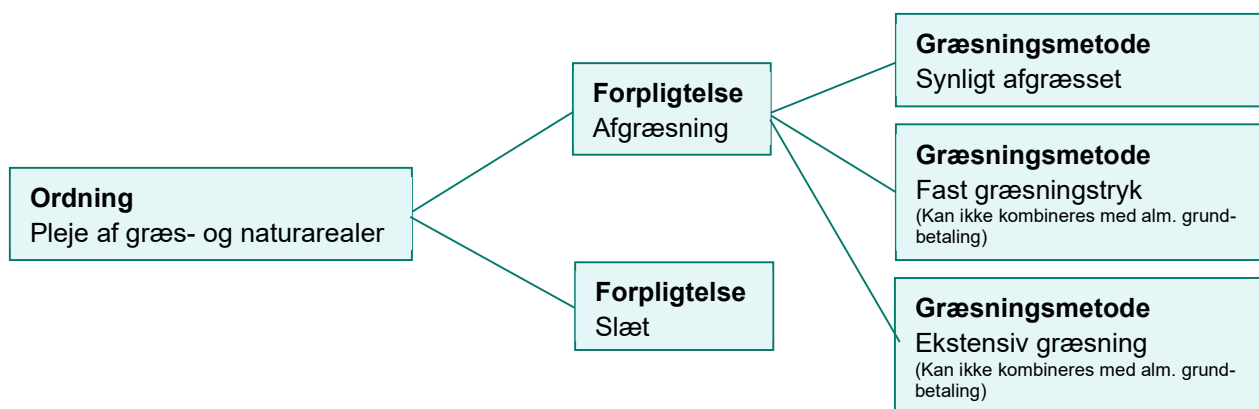 Ordning
Pleje af græs- og naturarealer
Forpligtelse
Afgræsning
Forpligtelse
Slæt
Græsningsmetode
Synligt afgræsset
Græsningsmetode
Fast græsningstryk
(Kan ikke kombineres med alm. grund-
betaling)
Græsningsmetode
Ekstensiv græsning
(Kan ikke kombineres med alm. grund-
betaling)